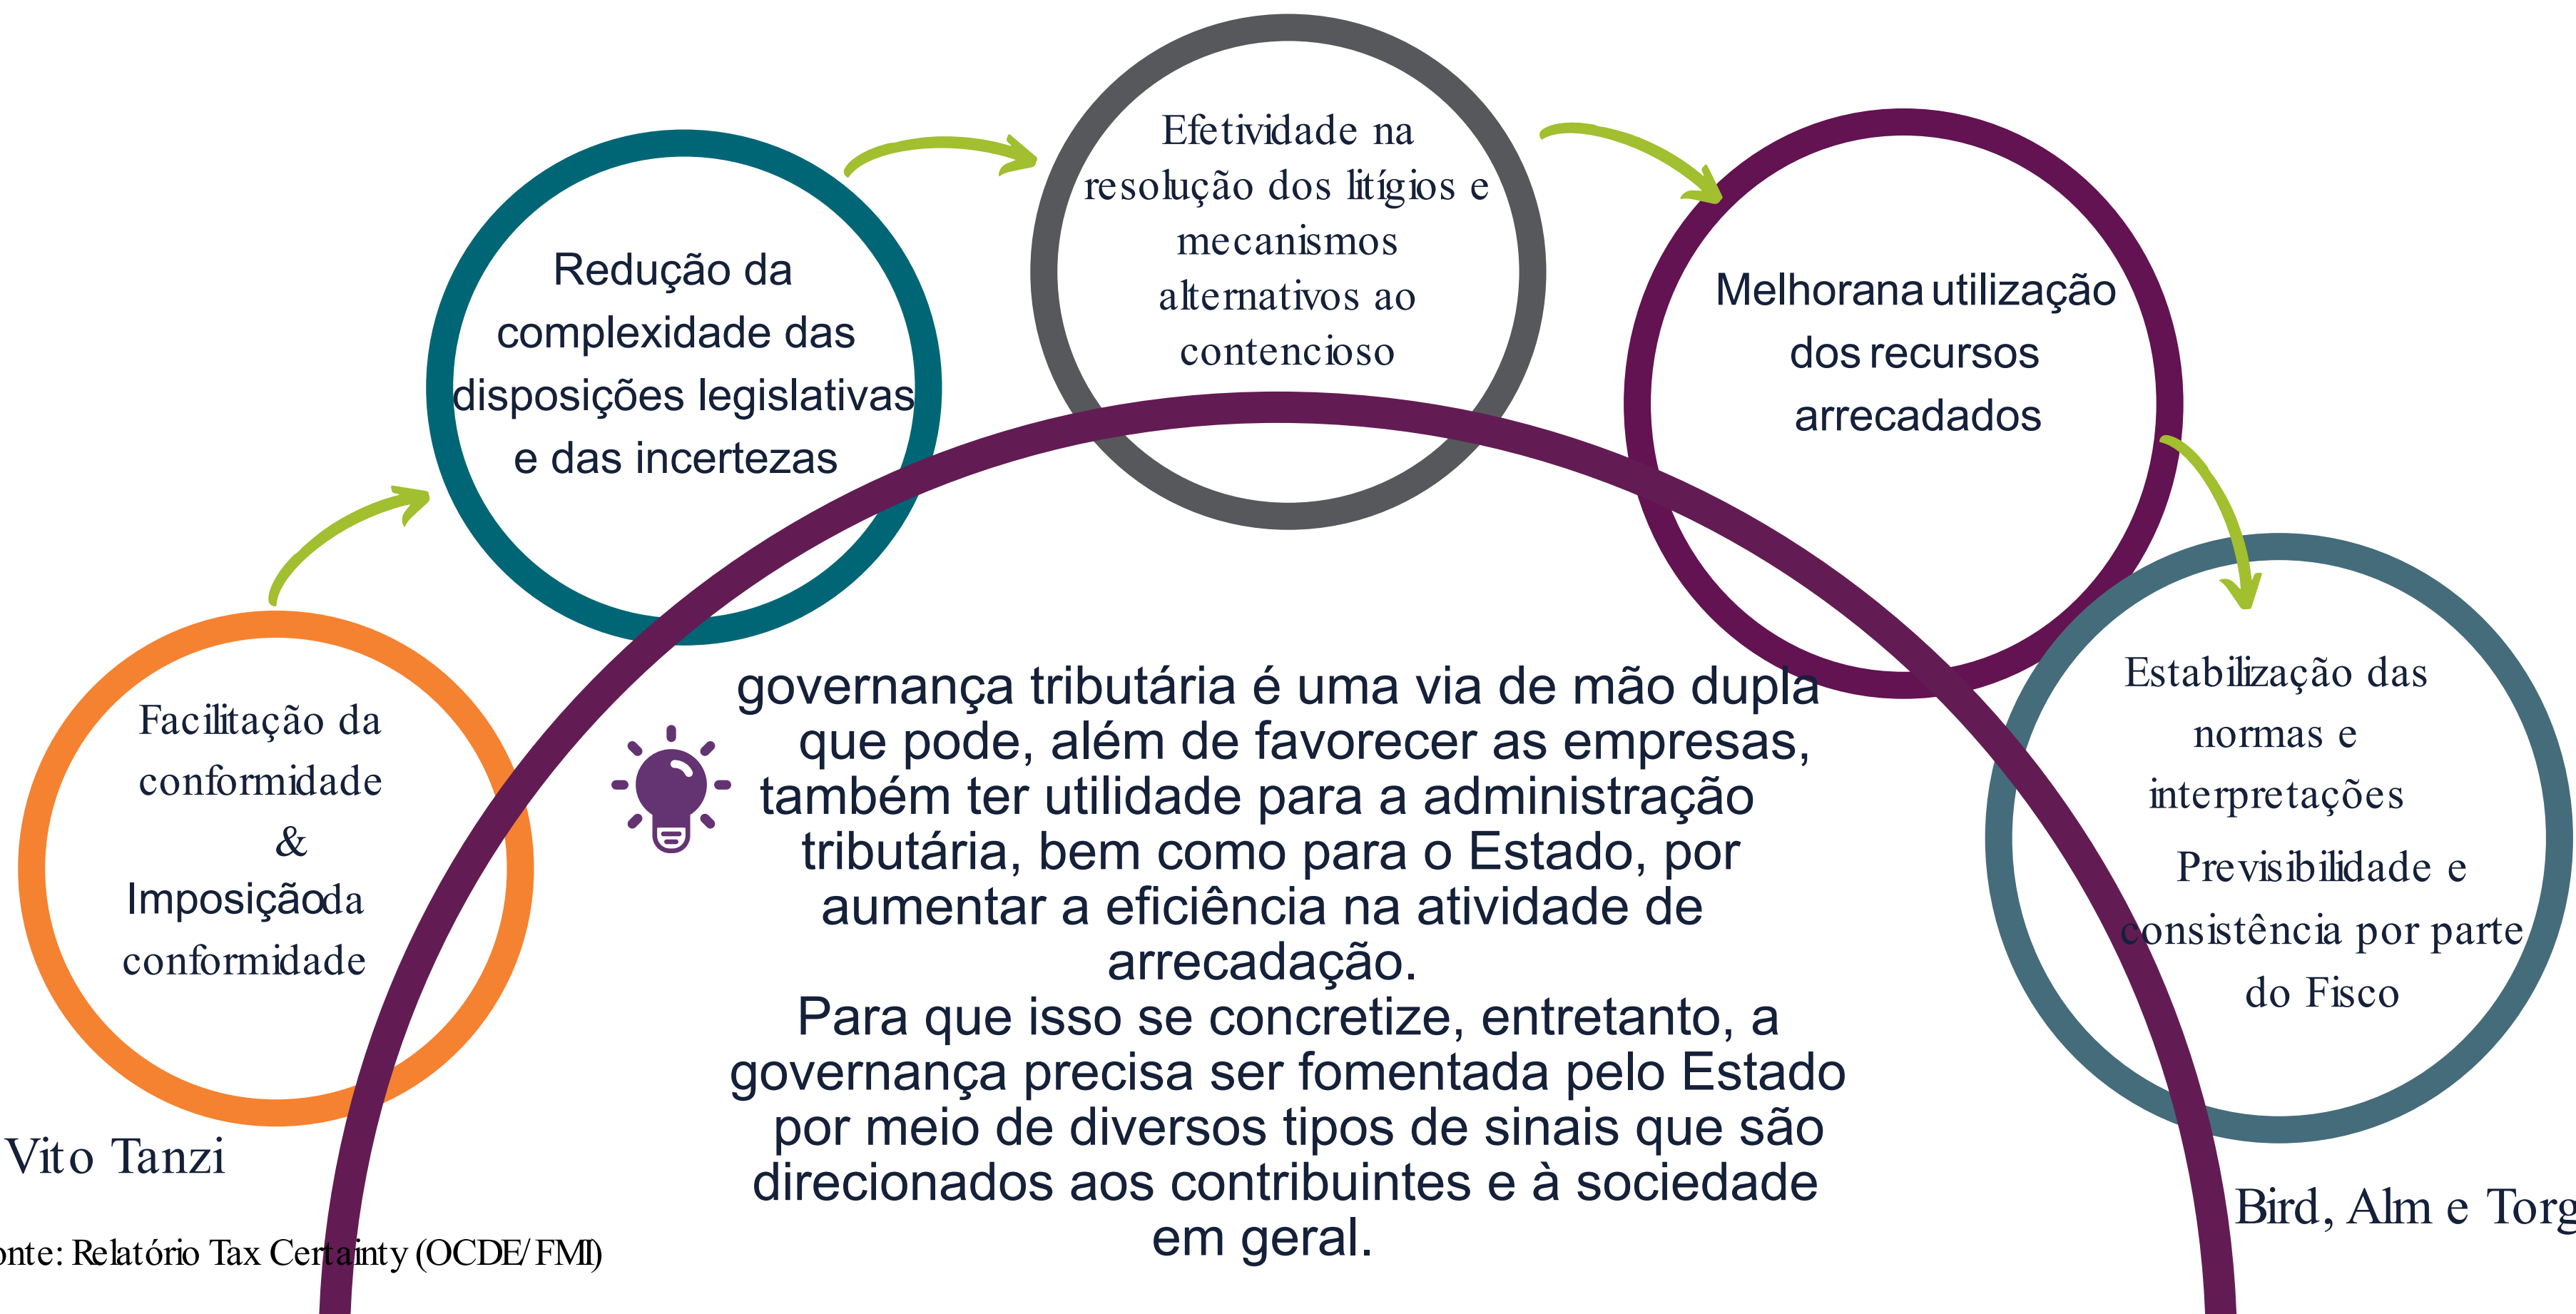 Facilitação da
conformidade
&
Imposiçãoda
conformidade
Redução da
complexidade das
disposições legislativas
e das incertezas
Efetividade na
resolução dos litígios e
mecanismos
alternativos ao
contencioso
Melhorana utilização
dos recursos
arrecadados
Estabilização das
normas e
interpretações
Previsibilidade e
consistência por parte
do Fisco
governança tributária é uma via de mão dupla
que pode, além de favorecer as empresas,
também ter utilidade para a administração
tributária, bem como para o Estado, por
aumentar a eficiência na atividade de
arrecadação.
Para que isso se concretize, entretanto, a
governança precisa ser fomentada pelo Estado
por meio de diversos tipos de sinais que são
direcionados aos contribuintes e à sociedade
em geral.
Vito Tanzi
Bird, Alm e Torg
onte: Relatório Tax Certainty (OCDE/FMI)